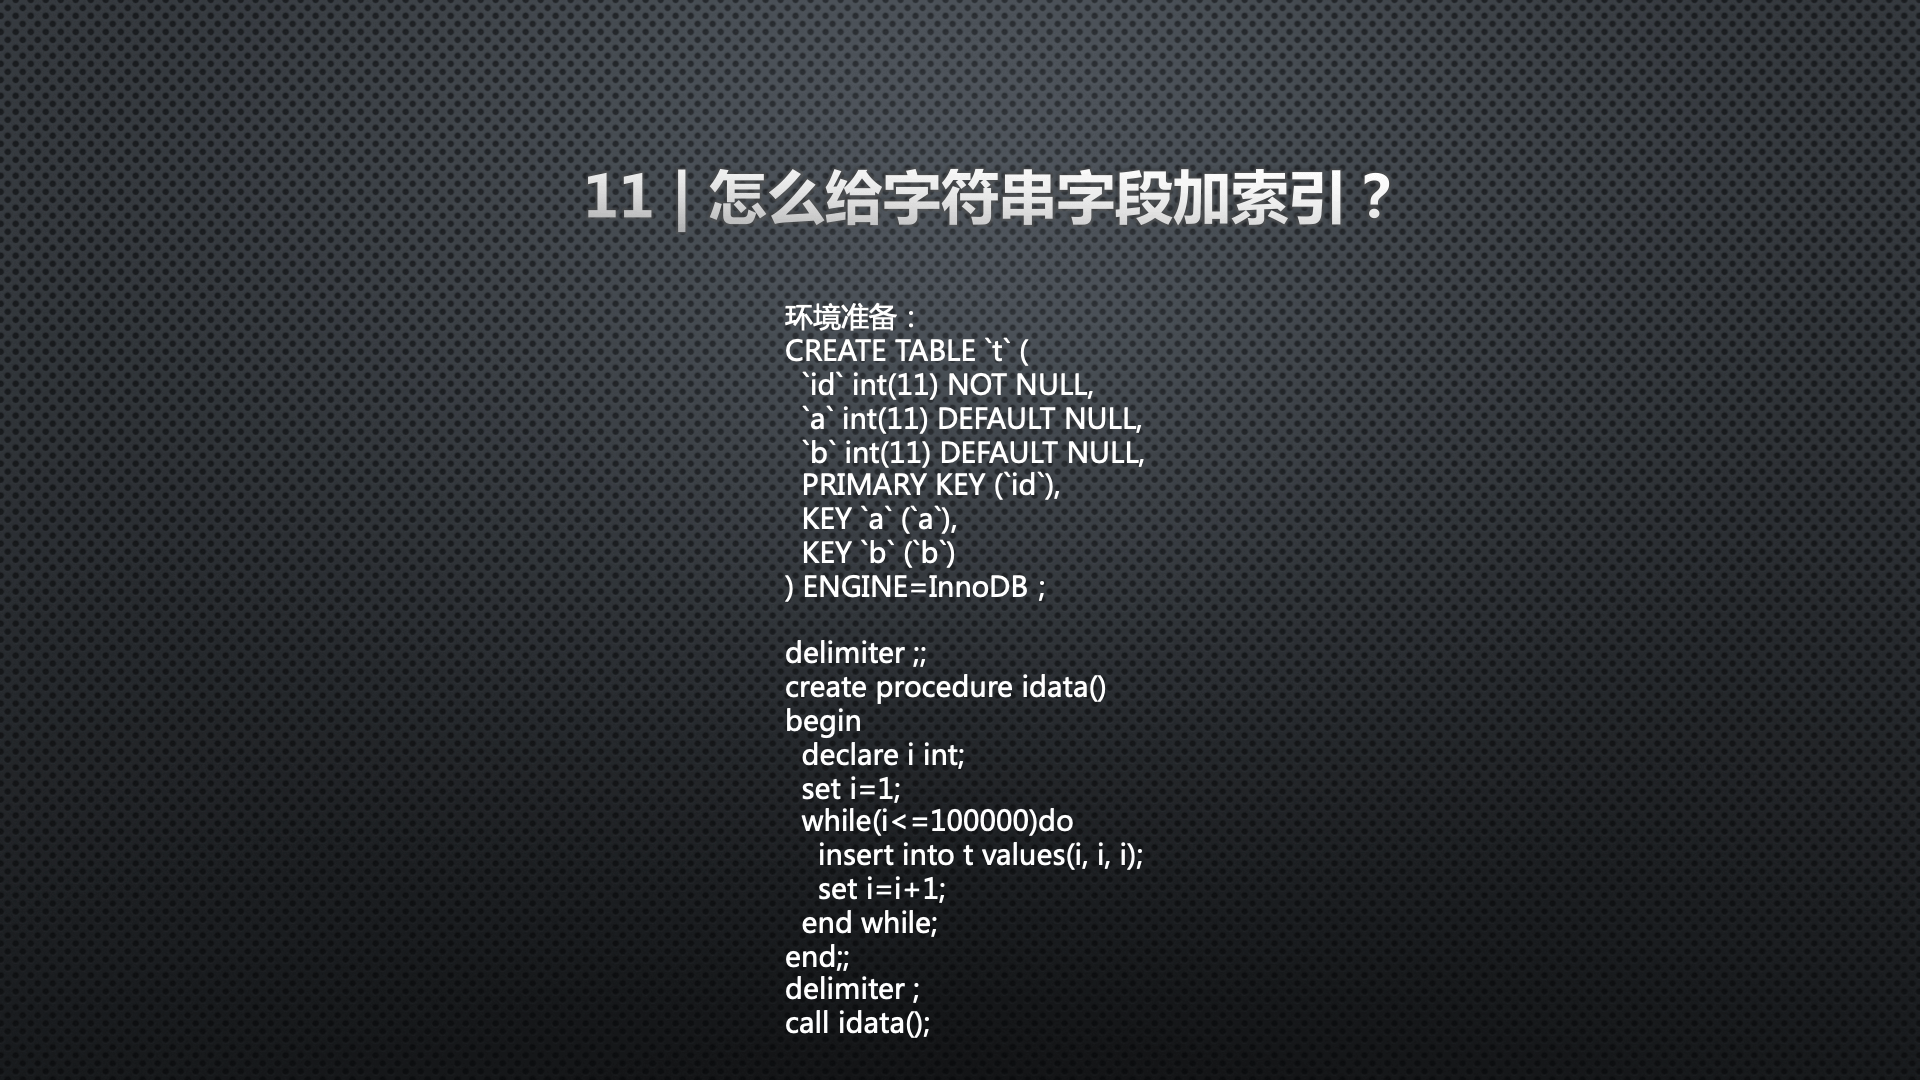 11 | 怎么给字符串字段加索引？
环境准备：
CREATE TABLE `t` (
  `id` int(11) NOT NULL,
  `a` int(11) DEFAULT NULL,
  `b` int(11) DEFAULT NULL,
  PRIMARY KEY (`id`),
  KEY `a` (`a`),
  KEY `b` (`b`)
) ENGINE=InnoDB；
delimiter ;;
create procedure idata()
begin
  declare i int;
  set i=1;
  while(i<=100000)do
    insert into t values(i, i, i);
    set i=i+1;
  end while;
end;;
delimiter ;
call idata();